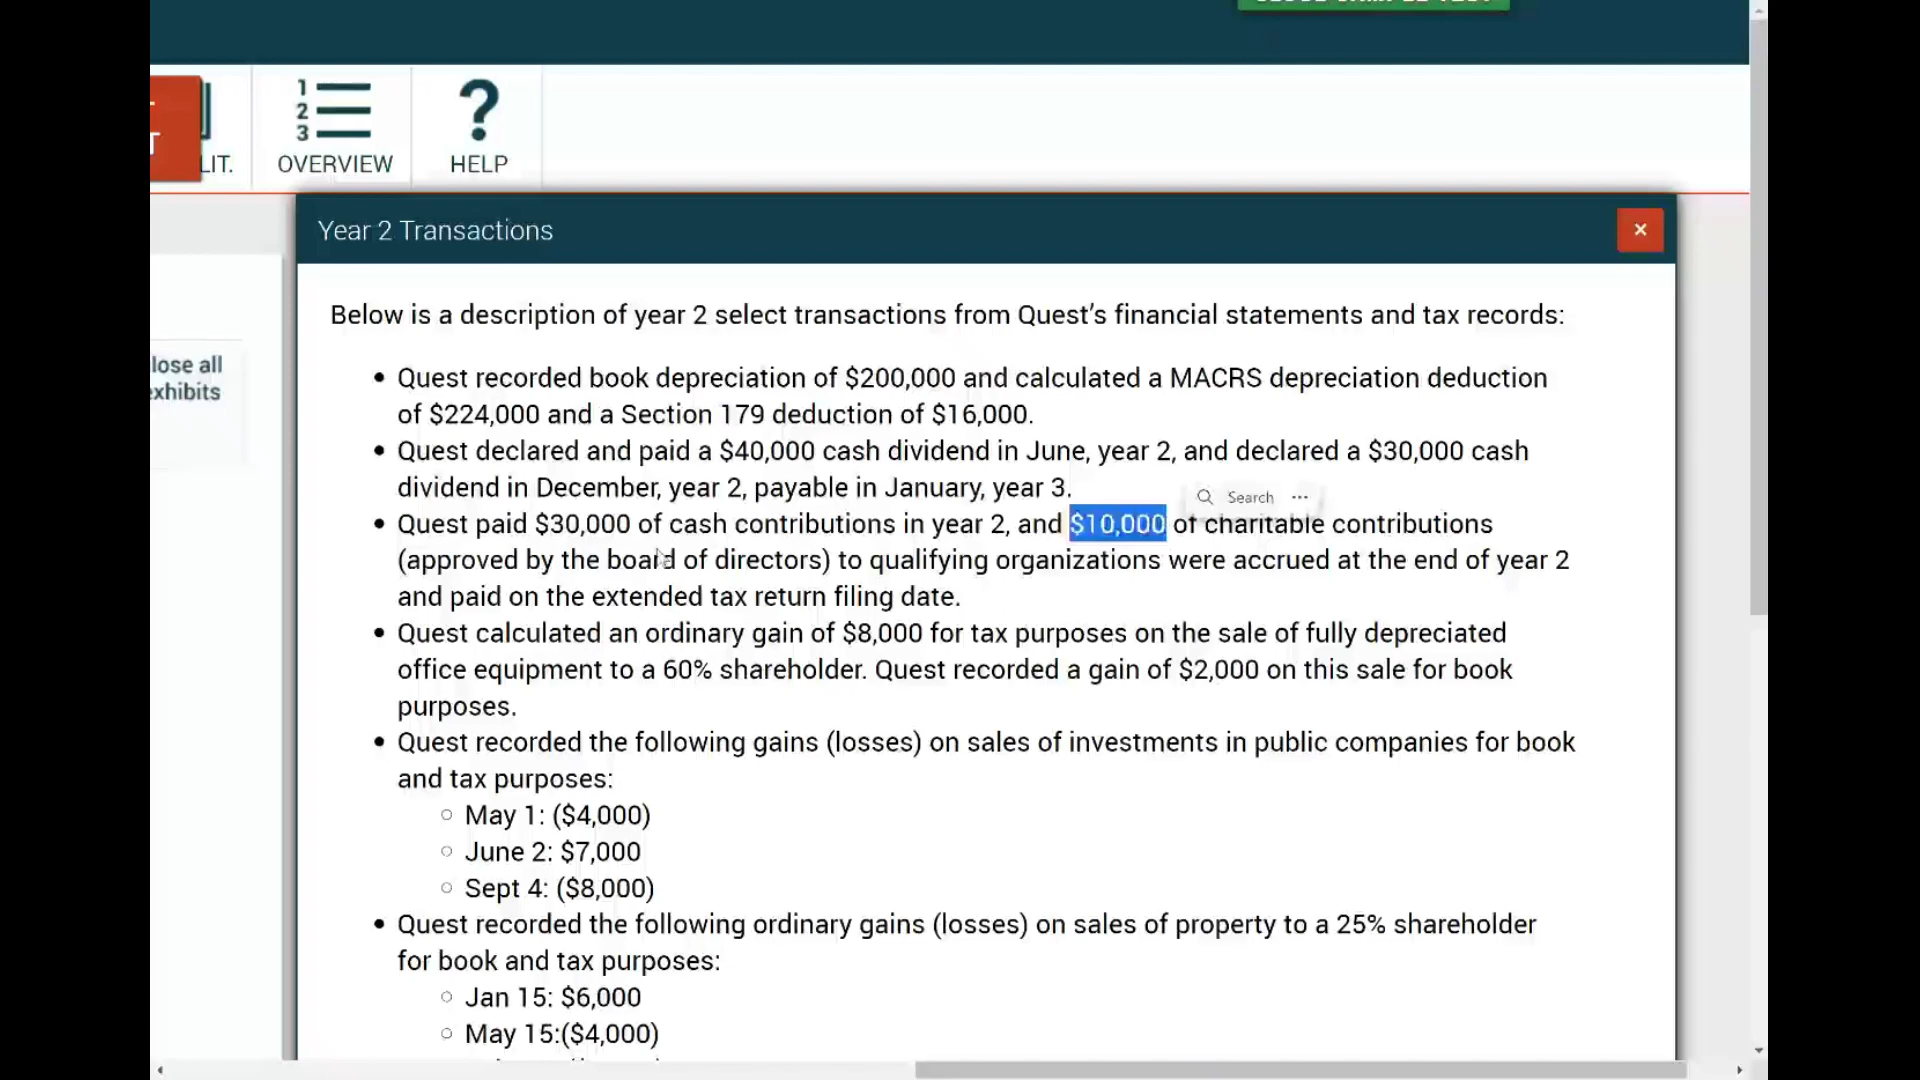 LIT.
1
2
3
OVERVIEW
?
HELP
Year 2 Transactions
×
lose all
exhibits
Below is a description of year 2 select transactions from Quest's financial statements and tax records:
• Quest recorded book depreciation of $200,000 and calculated a MACRS depreciation deduction
of $224,000 and a Section 179 deduction of $16,000.
• Quest declared and paid a $40,000 cash dividend in June, year 2, and declared a $30,000 cash
dividend in December, year 2, payable in January, year 3.
Search ...
• Quest paid $30,000 of cash contributions in year 2, and $10,000 of charitable contributions
(approved by the board of directors) to qualifying organizations were accrued at the end of year 2
and paid on the extended tax return filing date.
• Quest calculated an ordinary gain of $8,000 for tax purposes on the sale of fully depreciated
office equipment to a 60% shareholder. Quest recorded a gain of $2,000 on this sale for book
purposes.
• Quest recorded the following gains (losses) on sales of investments in public companies for book
and tax purposes:
○ May 1: ($4,000)
○ June 2: $7,000
○ Sept 4: ($8,000)
• Quest recorded the following ordinary gains (losses) on sales of property to a 25% shareholder
for book and tax purposes:
○ Jan 15: $6,000
○ May 15:($4,000)